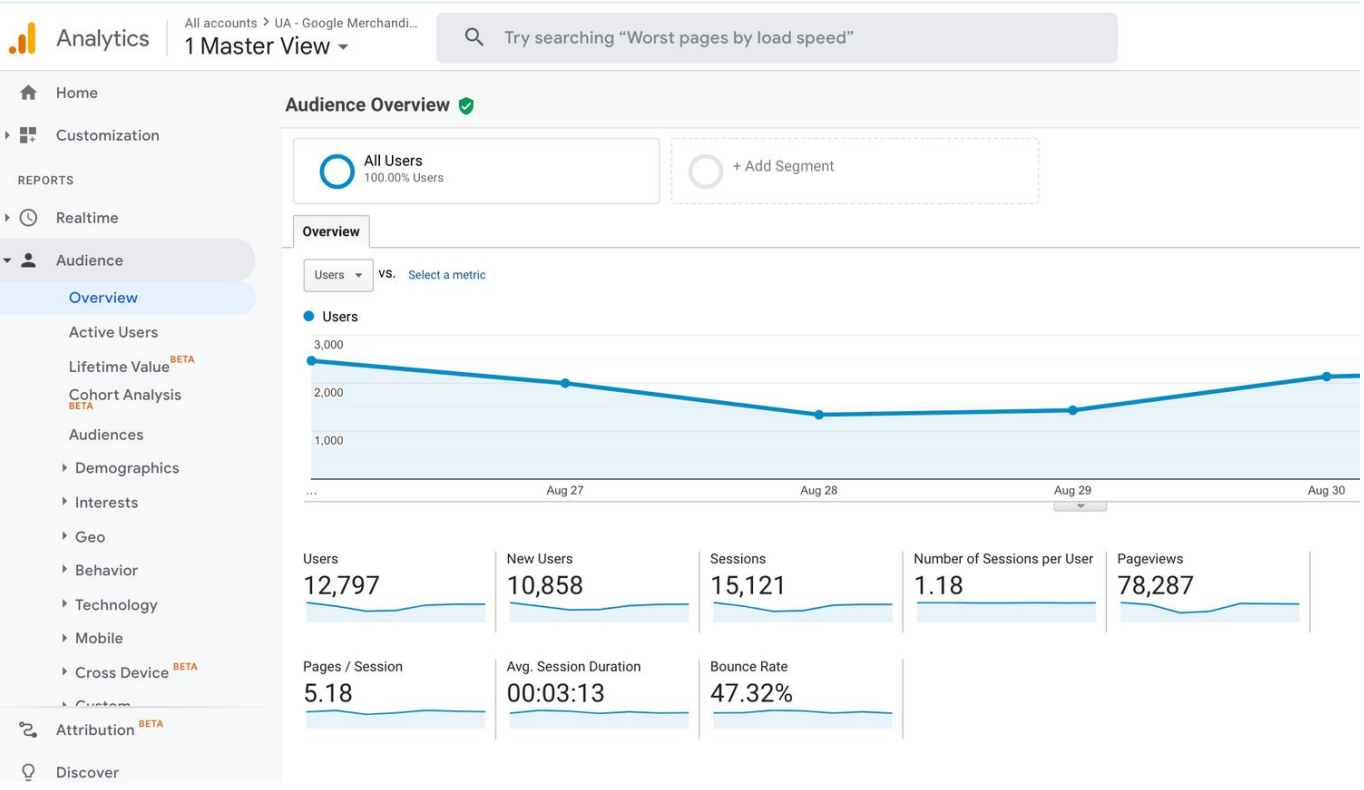 Analytics
All accounts > UA - Google Merchandi...
1 Master View
Try searching “Worst pages by load speed”
Home
Customization
REPORTS
Realtime
Audience
Overview
Active Users
Lifetime Value BETA
Cohort Analysis
BETA
Audiences
Demographics
Interests
Geo
Behavior
Technology
Mobile
Cross Device BETA
Custom
Attribution BETA
Discover
Audience Overview
All Users
100.00% Users
+ Add Segment
Overview
Users VS. Select a metric
Users
3,000
2,000
1,000
... Aug 27 Aug 28 Aug 29 Aug 30
Users
12,797
New Users
10,858
Sessions
15,121
Number of Sessions per User
1.18
Pageviews
78,287
Pages / Session
5.18
Avg. Session Duration
00:03:13
Bounce Rate
47.32%